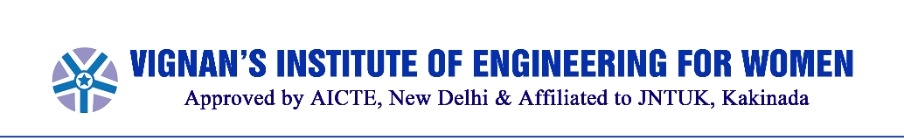 VIGNAN'S INSTITUTE OF ENGINEERING FOR WOMEN
Approved by AICTE, New Delhi & Affiliated to JNTUK, Kakinada